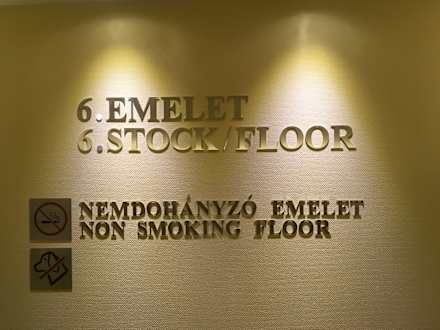 6.EMELET
6.STOCK/FLOOR
NEMDOHÁNYZÓ EMELET
NON SMOKING FLOOR